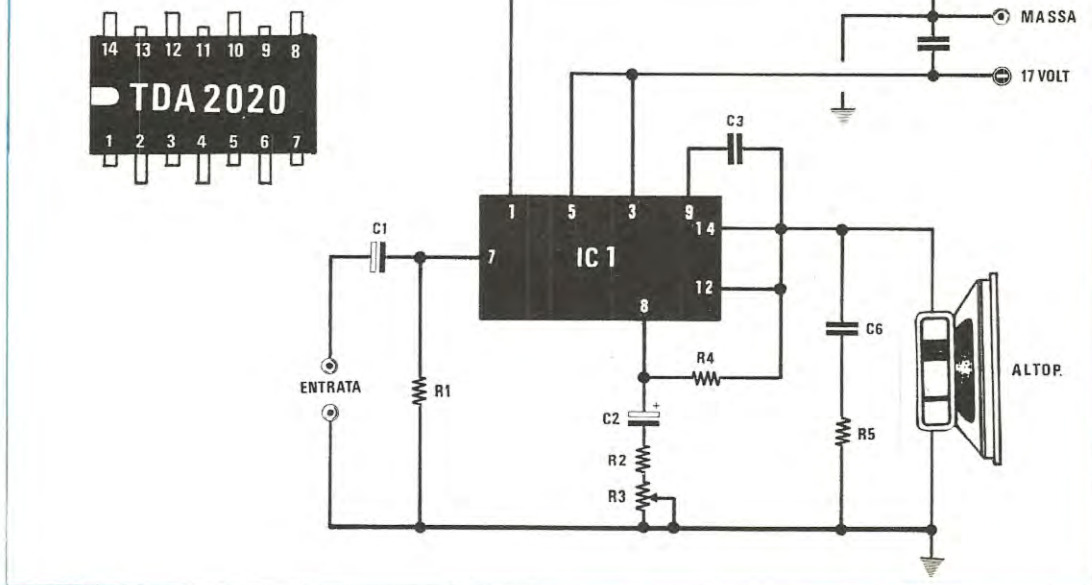 MASSA
17 VOLT
14 13 12 11 10 9 8
TDA 2020
1 2 3 4 5 6 7
C3
C1
1 5 3 9
14
7
IC 1
12
8
R4
C6
ENTRATA
R1
ALTOP.
C2
+
R5
R2
R3